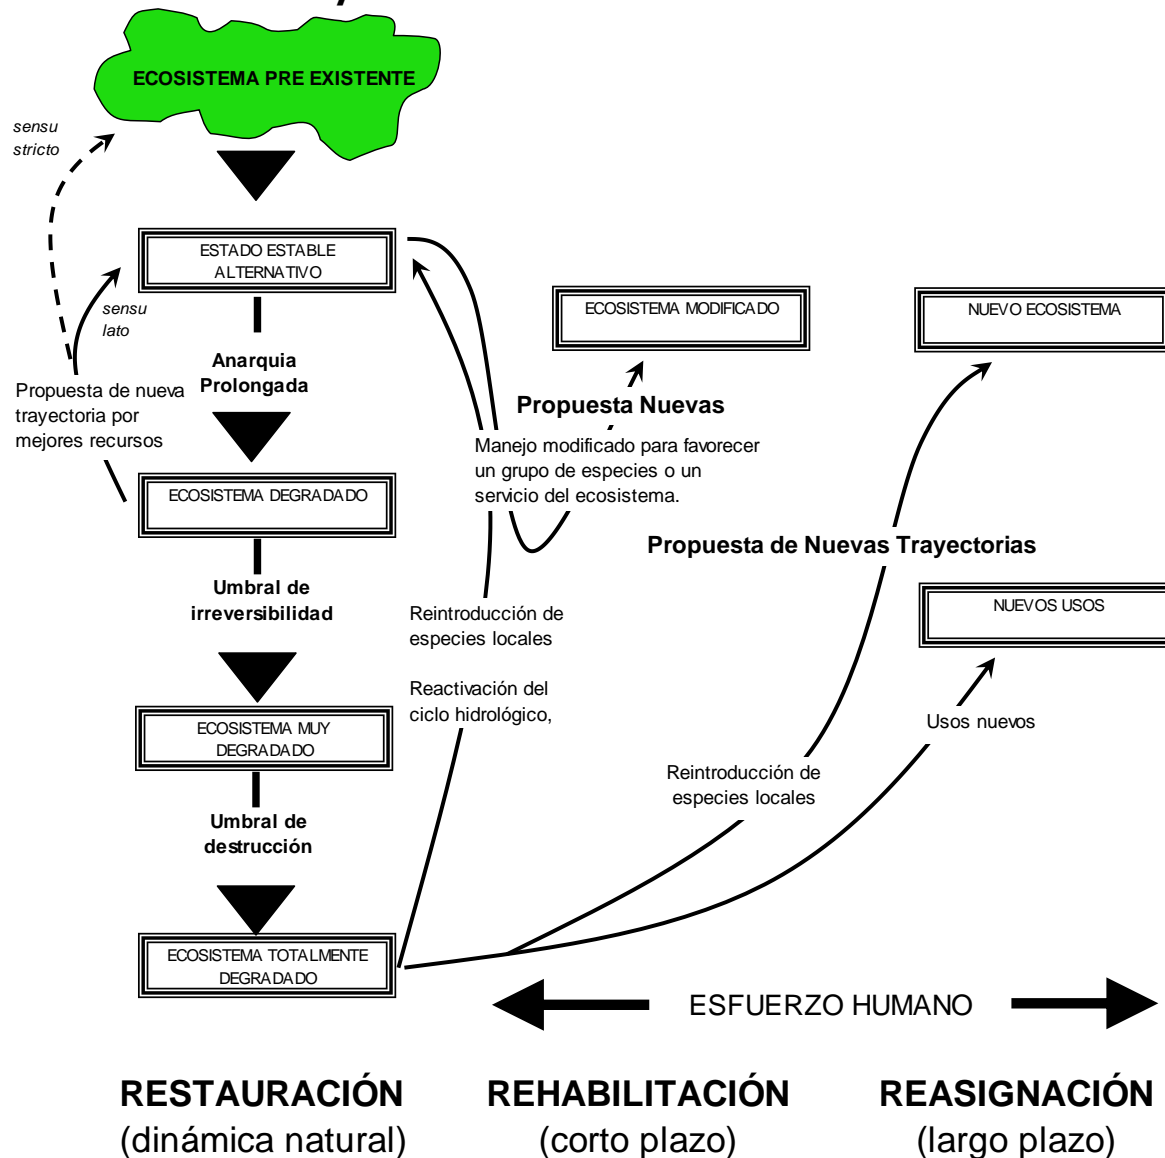 ECOSISTEMA PRE EXISTENTE
sensu
stricto
ESTADO ESTABLE
ALTERNATIVO
sensu
lato
Anarquia
Prolongada
Propuesta de nueva
trayectoria por
mejores recursos
ECOSISTEMA DEGRADADO
Umbral de
irreversibilidad
ECOSISTEMA MUY
DEGRADADO
Umbral de
destrucción
ECOSISTEMA TOTALMENTE
DEGRADADO
ECOSISTEMA MODIFICADO
Propuesta Nuevas
Manejo modificado para favorecer
un grupo de especies o un
servicio del ecosistema.
Reintroducción de
especies locales
Reactivación del
ciclo hidrológico,
NUEVO ECOSISTEMA
Propuesta de Nuevas Trayectorias
NUEVOS USOS
Usos nuevos
Reintroducción de
especies locales
ESFUERZO HUMANO
RESTAURACIÓN
(dinámica natural)
REHABILITACIÓN
(corto plazo)
REASIGNACIÓN
(largo plazo)